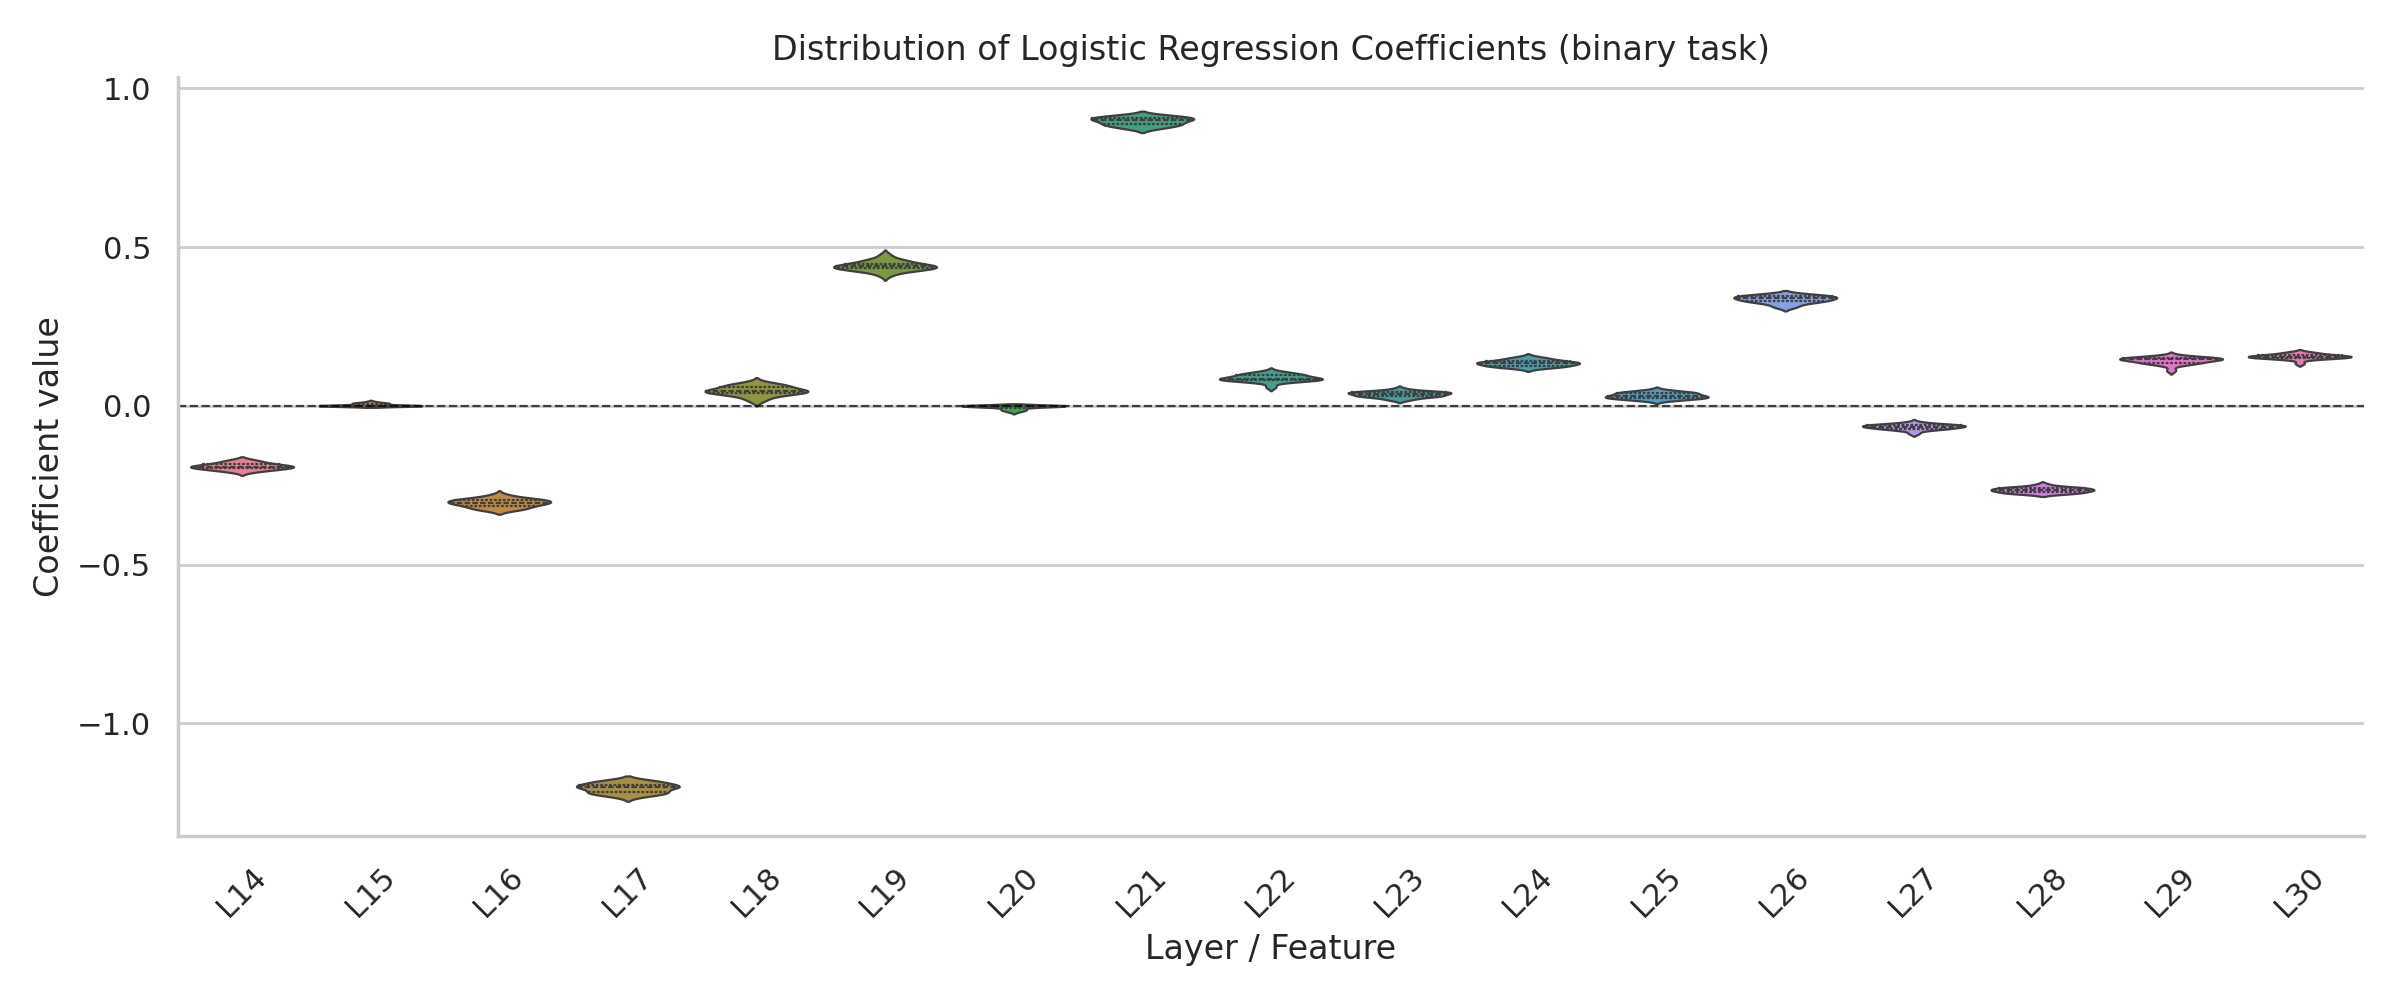 Distribution of Logistic Regression Coefficients (binary task)
1.0
0.5
0.0
−0.5
−1.0
Coefficient value
L14
L15
L16
L17
L18
L19
L20
L21
L22
L23
L24
L25
L26
L27
L28
L29
L30
Layer / Feature